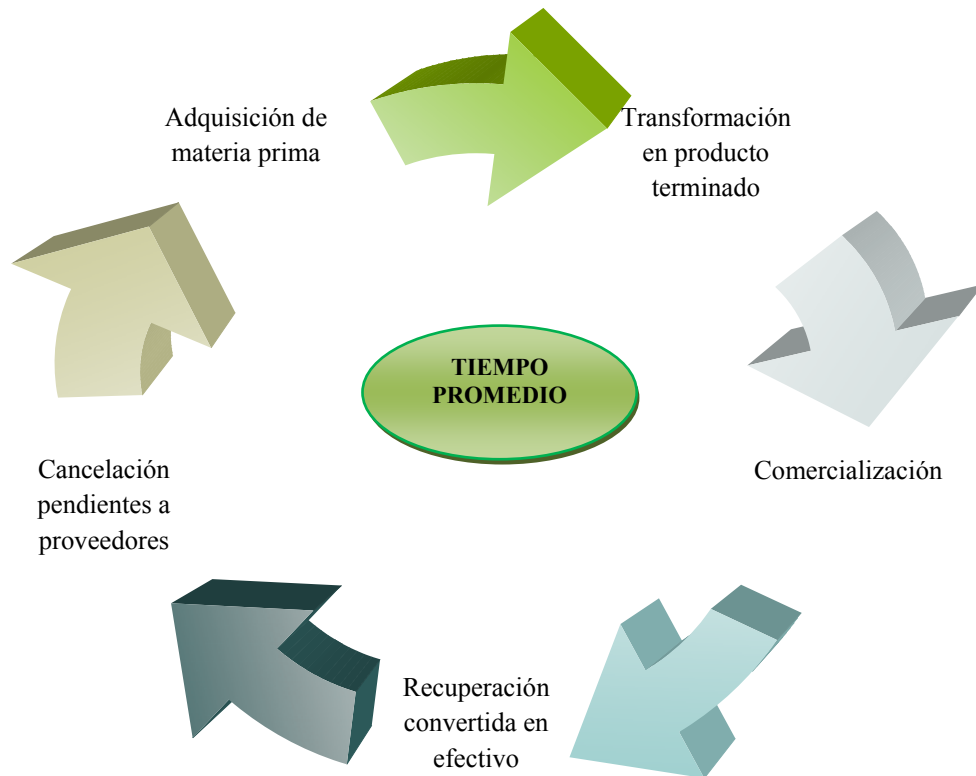 Adquisición de
materia prima
Transformación
en producto
terminado
TIEMPO
PROMEDIO
Cancelación
pendientes a
proveedores
Comercialización
Recuperación
convertida en
efectivo